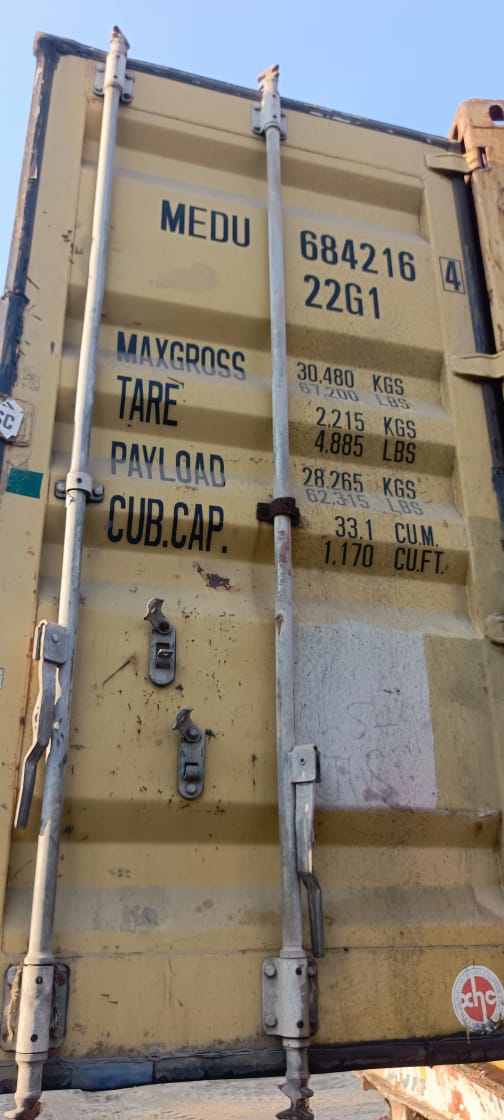 MEDU 684216 4
22G1
MAXGROSS 30,480 KGS
67,200 LBS
TARE 2,215 KGS
4,885 LBS
PAYLOAD 28,265 KGS
62,315 LBS
CUB.CAP. 33.1 CU.M.
1,170 CU.FT.